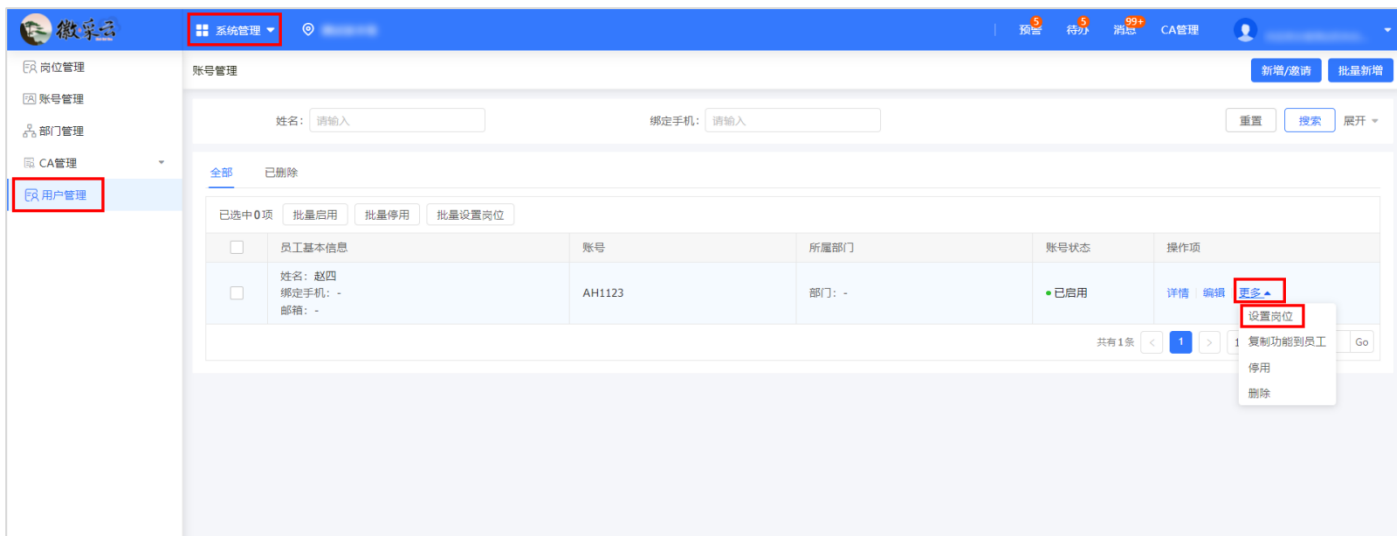 徽采云
系统管理
预警 5
待办 5
消息 99+
CA管理
岗位管理
账号管理
部门管理
CA管理
用户管理
账号管理
新增/邀请 批量新增
姓名: 请输入 绑定手机: 请输入 重置 搜索 展开
全部 已删除
已选中0项 批量启用 批量停用 批量设置岗位
员工基本信息 账号 所属部门 账号状态 操作项
姓名: 赵四
绑定手机: - AH1123 部门: - 已启用 详情 编辑 更多
邮箱: -
设置岗位
共有1条 < 1 > Go
复制功能到员工
停用
删除